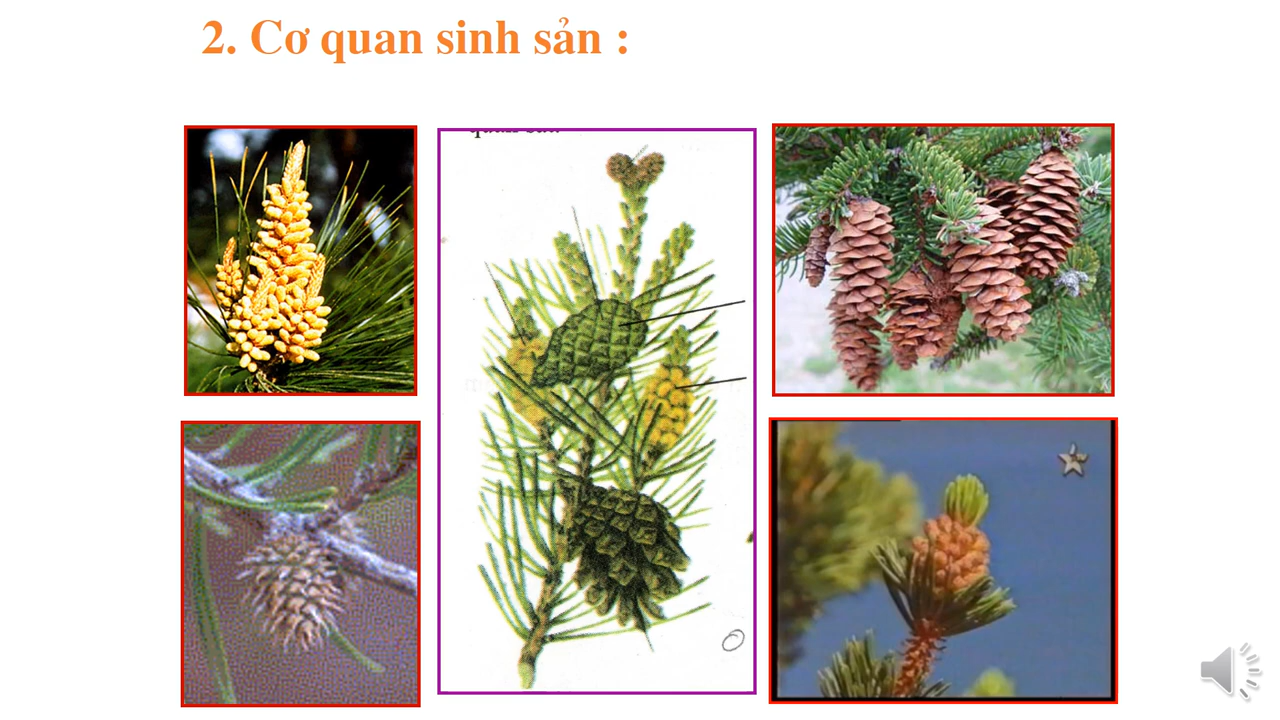 2. Cơ quan sinh sản :